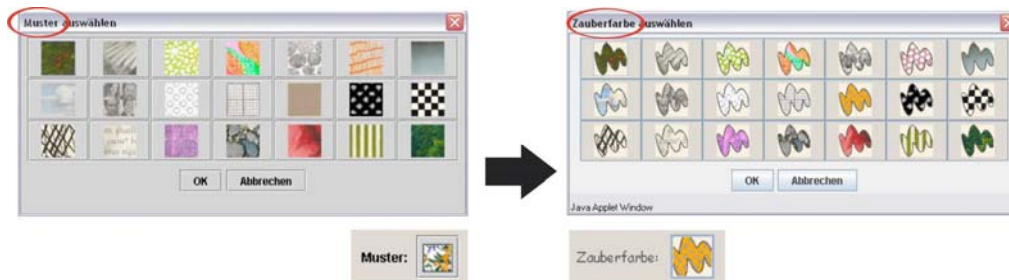 Muster auswählen
OK Abbrechen
Muster:
Zauberfarbe auswählen
OK Abbrechen
Java Applet Window
Zauberfarbe: